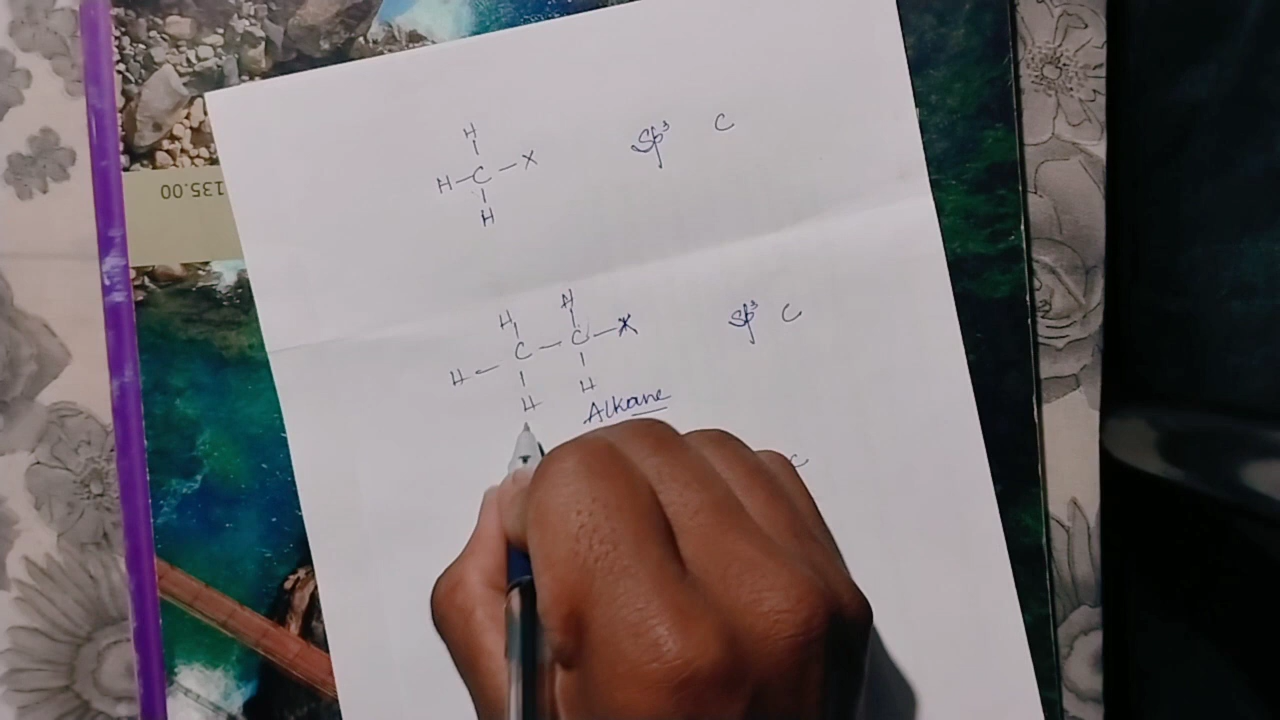 H
H-C-X sp³ C
H
H H
H-C-C-X sp³ C
H H
Alkane
C
135.00